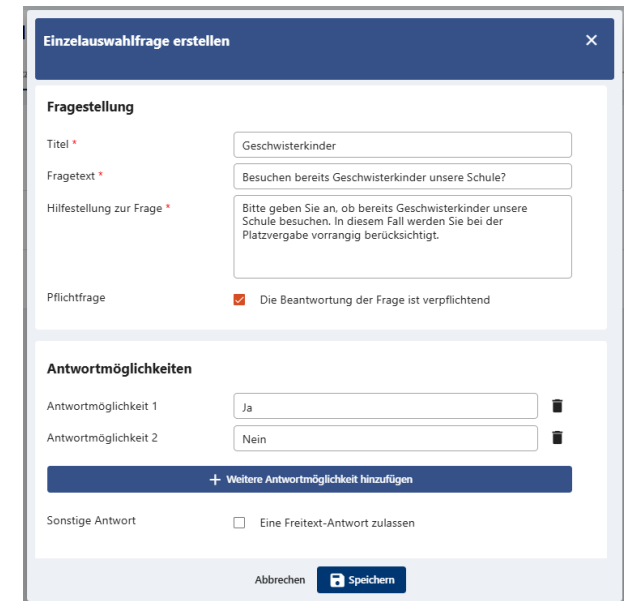 Einzelauswahlfrage erstellen
Fragestellung
Titel *
Geschwisterkinder
Fragetext *
Besuchen bereits Geschwisterkinder unsere Schule?
Hilfestellung zur Frage *
Bitte geben Sie an, ob bereits Geschwisterkinder unsere
Schule besuchen. In diesem Fall werden Sie bei der
Platzvergabe vorrangig berücksichtigt.
Pflichtfrage
Die Beantwortung der Frage ist verpflichtend
Antwortmöglichkeiten
Antwortmöglichkeit 1
Ja
Antwortmöglichkeit 2
Nein
+ Weitere Antwortmöglichkeit hinzufügen
Sonstige Antwort
Eine Freitext-Antwort zulassen
Abbrechen
Speichern